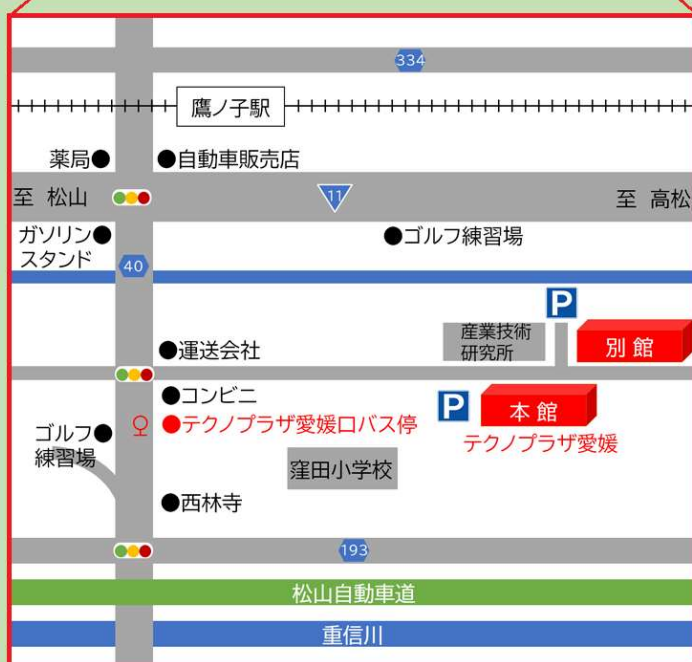 334
鷹ノ子駅
薬局
自動車販売店
至 松山
11
至 高松
ガソリン
スタンド
ゴルフ練習場
40
P
産業技術
研究所
別館
運送会社
コンビニ
P
本館
テクノプラザ愛媛口バス停
テクノプラザ愛媛
ゴルフ
練習場
窪田小学校
西林寺
193
松山自動車道
重信川